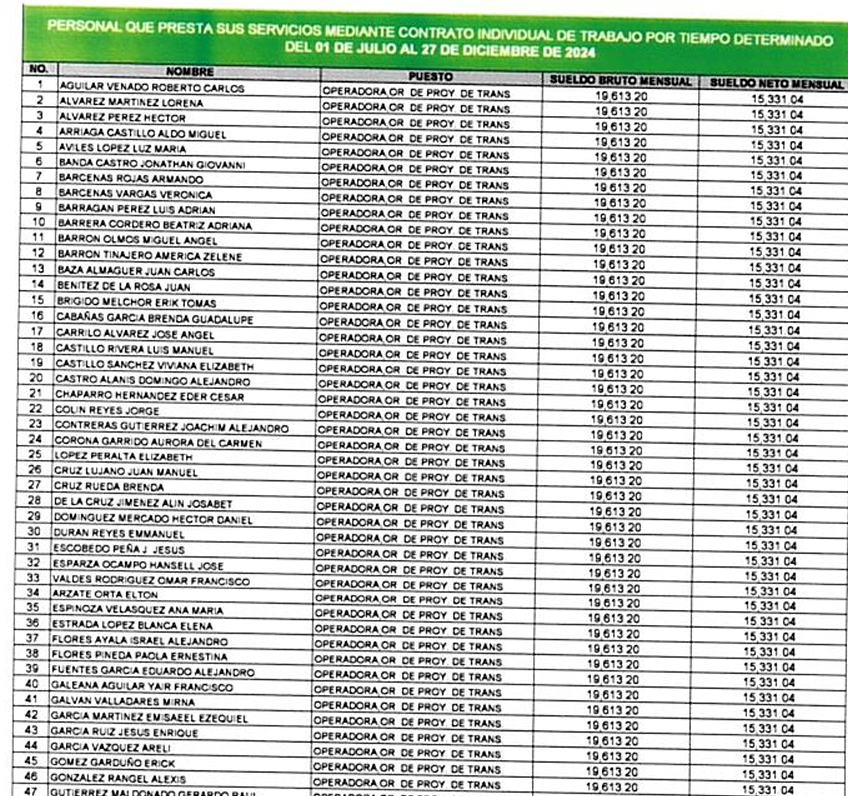 PERSONAL QUE PRESTA SUS SERVICIOS MEDIANTE CONTRATO INDIVIDUAL DE TRABAJO POR TIEMPO DETERMINADO
DEL 01 DE JULIO AL 27 DE DICIEMBRE DE 2024
NO. NOMBRE PUESTO SUELDO BRUTO MENSUAL SUELDO NETO MENSUAL
1 AGUILAR VENADO ROBERTO CARLOS OPERADORA,OR DE PROY DE TRANS 19,613 20 15,331 04
2 ALVAREZ MARTINEZ LORENA OPERADORA,OR DE PROY DE TRANS 19,613 20 15,331 04
3 ALVAREZ PEREZ HECTOR OPERADORA,OR DE PROY DE TRANS 19,613 20 15,331 04
4 ARRIAGA CASTILLO ALDO MIGUEL OPERADORA,OR DE PROY DE TRANS 19,613 20 15,331 04
5 AVILES LOPEZ LUZ MARIA OPERADORA,OR DE PROY DE TRANS 19,613 20 15,331 04
6 BANDA CASTRO JONATHAN GIOVANNI OPERADORA,OR DE PROY DE TRANS 19,613 20 15,331 04
7 BARCENAS ROJAS ARMANDO OPERADORA,OR DE PROY DE TRANS 19,613 20 15,331 04
8 BARCENAS VARGAS VERONICA OPERADORA,OR DE PROY DE TRANS 19,613 20 15,331 04
9 BARRAGAN PEREZ LUIS ADRIAN OPERADORA,OR DE PROY DE TRANS 19,613 20 15,331 04
10 BARRERA CORDERO BEATRIZ ADRIANA OPERADORA,OR DE PROY DE TRANS 19,613 20 15,331 04
11 BARRON OLMOS MIGUEL ANGEL OPERADORA,OR DE PROY DE TRANS 19,613 20 15,331 04
12 BARRON TINAJERO AMERICA ZELENE OPERADORA,OR DE PROY DE TRANS 19,613 20 15,331 04
13 BAZA ALMAGUER JUAN CARLOS OPERADORA,OR DE PROY DE TRANS 19,613 20 15,331 04
14 BENITEZ DE LA ROSA JUAN OPERADORA,OR DE PROY DE TRANS 19,613 20 15,331 04
15 BRIGIDO MELCHOR ERIK TOMAS OPERADORA,OR DE PROY DE TRANS 19,613 20 15,331 04
16 CABAÑAS GARCIA BRENDA GUADALUPE OPERADORA,OR DE PROY DE TRANS 19,613 20 15,331 04
17 CARRILO ALVAREZ JOSE ANGEL OPERADORA,OR DE PROY DE TRANS 19,613 20 15,331 04
18 CASTILLO RIVERA LUIS MANUEL OPERADORA,OR DE PROY DE TRANS 19,613 20 15,331 04
19 CASTILLO SANCHEZ VIVIANA ELIZABETH OPERADORA,OR DE PROY DE TRANS 19,613 20 15,331 04
20 CASTRO ALANIS DOMINGO ALEJANDRO OPERADORA,OR DE PROY DE TRANS 19,613 20 15,331 04
21 CHAPARRO HERNANDEZ EDER CESAR OPERADORA,OR DE PROY DE TRANS 19,613 20 15,331 04
22 COLIN REYES JORGE OPERADORA,OR DE PROY DE TRANS 19,613 20 15,331 04
23 CONTRERAS GUTIERREZ JOACHIM ALEJANDRO OPERADORA,OR DE PROY DE TRANS 19,613 20 15,331 04
24 CORONA GARRIDO AURORA DEL CARMEN OPERADORA,OR DE PROY DE TRANS 19,613 20 15,331 04
25 LOPEZ PERALTA ELIZABETH OPERADORA,OR DE PROY DE TRANS 19,613 20 15,331 04
26 CRUZ LUJANO JUAN MANUEL OPERADORA,OR DE PROY DE TRANS 19,613 20 15,331 04
27 CRUZ RUEDA BRENDA OPERADORA,OR DE PROY DE TRANS 19,613 20 15,331 04
28 DE LA CRUZ JIMENEZ ALIN JOSABET OPERADORA,OR DE PROY DE TRANS 19,613 20 15,331 04
29 DOMINGUEZ MERCADO HECTOR DANIEL OPERADORA,OR DE PROY DE TRANS 19,613 20 15,331 04
30 DURAN REYES EMMANUEL OPERADORA,OR DE PROY DE TRANS 19,613 20 15,331 04
31 ESCOBEDO PEÑA J JESUS OPERADORA,OR DE PROY DE TRANS 19,613 20 15,331 04
32 ESPARZA OCAMPO HANSELL JOSE OPERADORA,OR DE PROY DE TRANS 19,613 20 15,331 04
33 VALDES RODRIGUEZ OMAR FRANCISCO OPERADORA,OR DE PROY DE TRANS 19,613 20 15,331 04
34 ARZATE ORTA ELTON OPERADORA,OR DE PROY DE TRANS 19,613 20 15,331 04
35 ESPINOZA VELASQUEZ ANA MARIA OPERADORA,OR DE PROY DE TRANS 19,613 20 15,331 04
36 ESTRADA LOPEZ BLANCA ELENA OPERADORA,OR DE PROY DE TRANS 19,613 20 15,331 04
37 FLORES AYALA ISRAEL ALEJANDRO OPERADORA,OR DE PROY DE TRANS 19,613 20 15,331 04
38 FLORES PINEDA PAOLA ERNESTINA OPERADORA,OR DE PROY DE TRANS 19,613 20 15,331 04
39 FUENTES GARCIA EDUARDO ALEJANDRO OPERADORA,OR DE PROY DE TRANS 19,613 20 15,331 04
40 GALEANA AGUILAR YAIR FRANCISCO OPERADORA,OR DE PROY DE TRANS 19,613 20 15,331 04
41 GALVAN VALLADARES MIRNA OPERADORA,OR DE PROY DE TRANS 19,613 20 15,331 04
42 GARCIA MARTINEZ EMISAEEL EZEQUIEL OPERADORA,OR DE PROY DE TRANS 19,613 20 15,331 04
43 GARCIA RUIZ JESUS ENRIQUE OPERADORA,OR DE PROY DE TRANS 19,613 20 15,331 04
44 GARCIA VAZQUEZ ARELI OPERADORA,OR DE PROY DE TRANS 19,613 20 15,331 04
45 GOMEZ GARDUÑO ERICK OPERADORA,OR DE PROY DE TRANS 19,613 20 15,331 04
46 GONZALEZ RANGEL ALEXIS OPERADORA,OR DE PROY DE TRANS 19,613 20 15,331 04
47 GUTIERREZ MALDONADO GERARDO RAUL